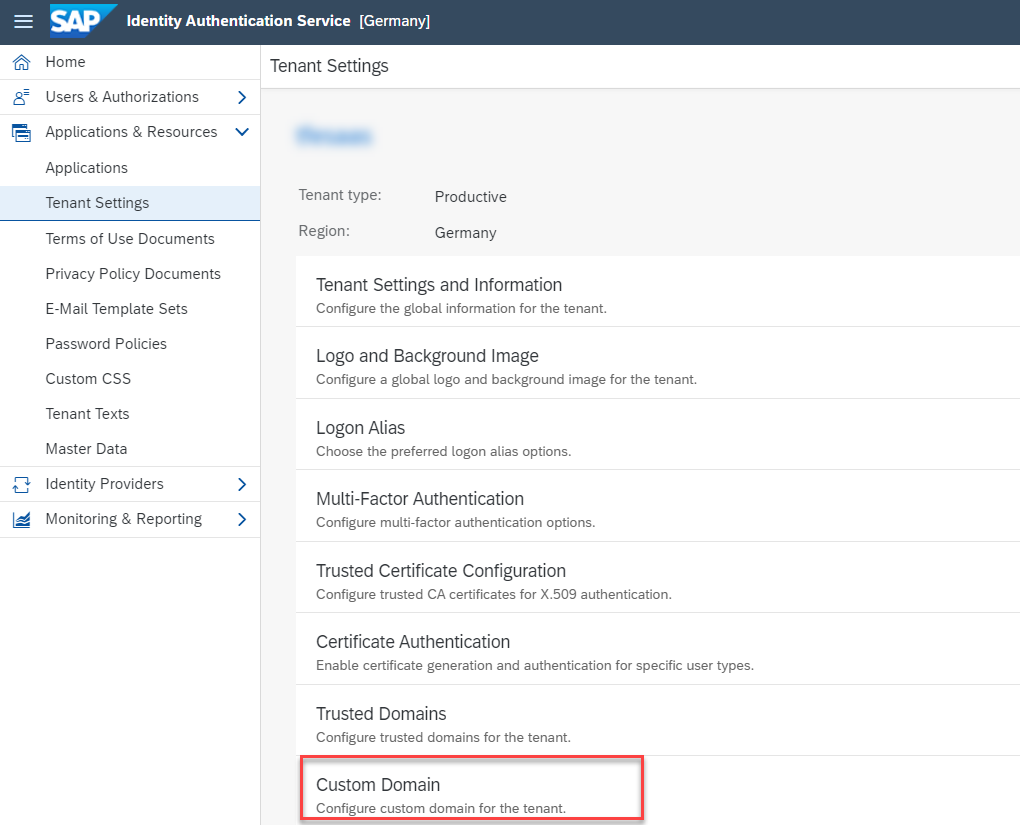 SAP Identity Authentication Service [Germany]
Home
Users & Authorizations
Applications & Resources
Applications
Tenant Settings
Terms of Use Documents
Privacy Policy Documents
E-Mail Template Sets
Password Policies
Custom CSS
Tenant Texts
Master Data
Identity Providers
Monitoring & Reporting
Tenant Settings
Tenant type: Productive
Region: Germany
Tenant Settings and Information
Configure the global information for the tenant.
Logo and Background Image
Configure a global logo and background image for the tenant.
Logon Alias
Choose the preferred logon alias options.
Multi-Factor Authentication
Configure multi-factor authentication options.
Trusted Certificate Configuration
Configure trusted CA certificates for X.509 authentication.
Certificate Authentication
Enable certificate generation and authentication for specific user types.
Trusted Domains
Configure trusted domains for the tenant.
Custom Domain
Configure custom domain for the tenant.